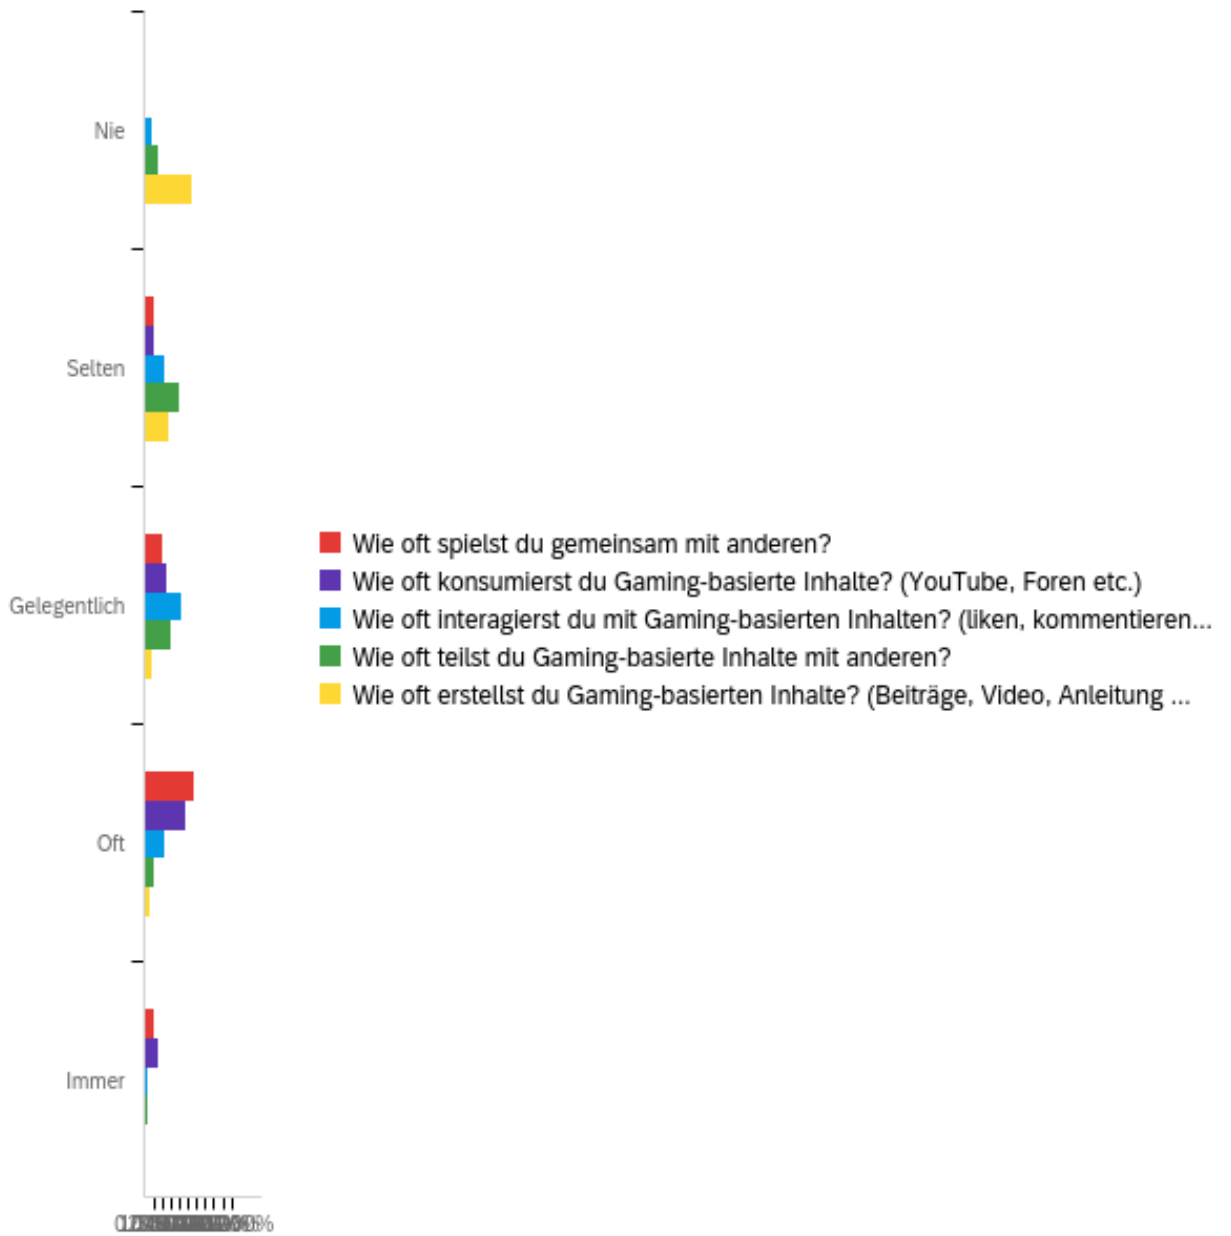 Nie
Selten
Gelegentlich
Oft
Immer
Wie oft spielst du gemeinsam mit anderen?
Wie oft konsumierst du Gaming-basierte Inhalte? (YouTube, Foren etc.)
Wie oft interagierst du mit Gaming-basierten Inhalten? (liken, kommentieren...
Wie oft teilst du Gaming-basierte Inhalte mit anderen?
Wie oft erstellst du Gaming-basierten Inhalte? (Beiträge, Video, Anleitung ...